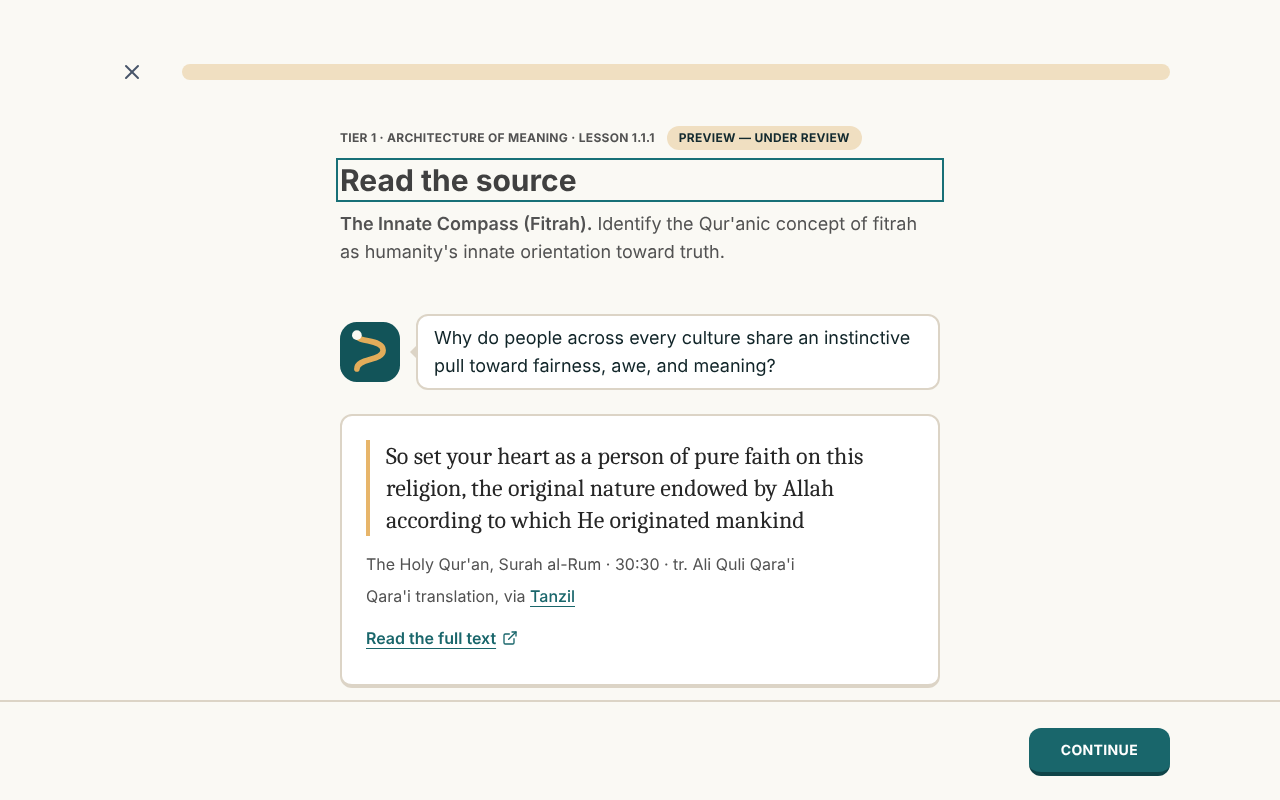 TIER 1 · ARCHITECTURE OF MEANING · LESSON 1.1.1 PREVIEW — UNDER REVIEW
Read the source
The Innate Compass (Fitrah). Identify the Qur'anic concept of fitrah
as humanity's innate orientation toward truth.
Why do people across every culture share an instinctive
pull toward fairness, awe, and meaning?
So set your heart as a person of pure faith on this
religion, the original nature endowed by Allah
according to which He originated mankind
The Holy Qur'an, Surah al-Rum · 30:30 · tr. Ali Quli Qara'i
Qara'i translation, via Tanzil
Read the full text
CONTINUE